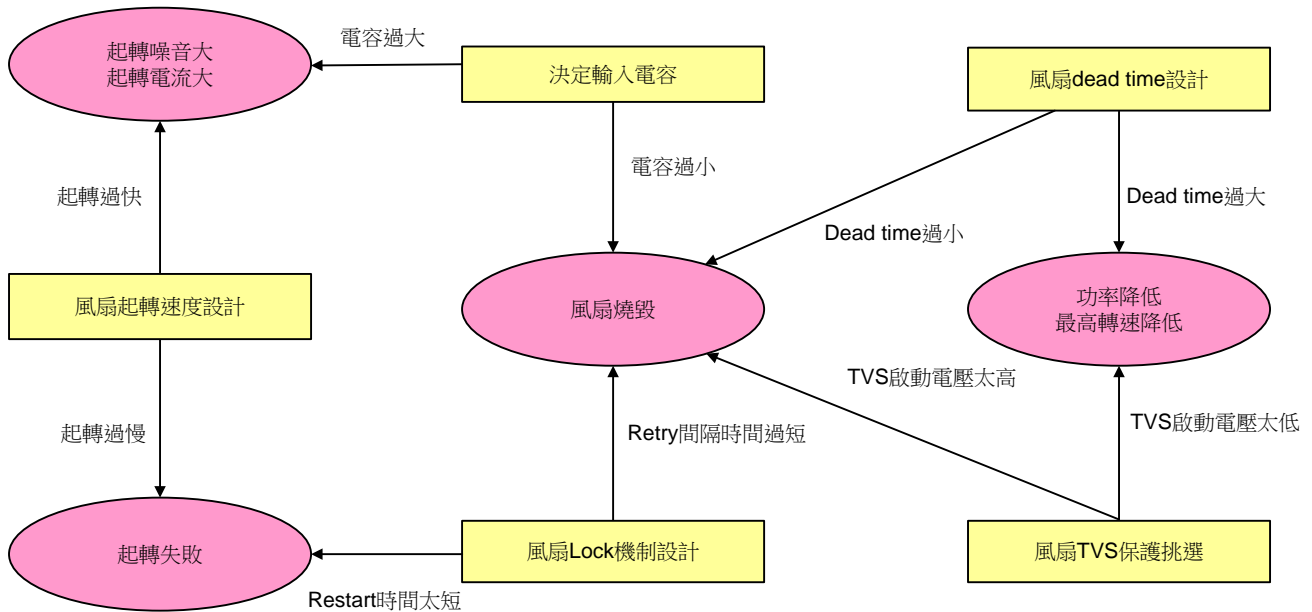 電容過大
起轉噪音大
起轉電流大
決定輸入電容
風扇dead time設計
電容過小
起轉過快
Dead time過大
Dead time過小
風扇起轉速度設計
風扇燒毀
功率降低
最高轉速降低
TVS啟動電壓太高
起轉過慢
Retry間隔時間過短
TVS啟動電壓太低
起轉失敗
風扇Lock機制設計
風扇TVS保護挑選
Restart時間太短